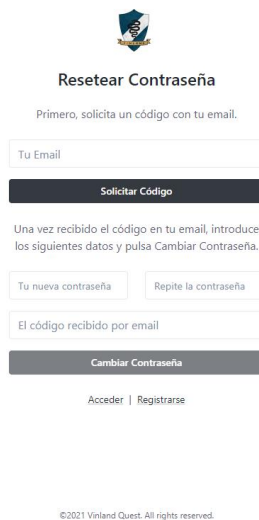 Resetear Contraseña
Primero, solicita un código con tu email.
Tu Email
Solicitar Código
Una vez recibido el código en tu email, introduce
los siguientes datos y pulsa Cambiar Contraseña.
Tu nueva contraseña Repite la contraseña
El código recibido por email
Cambiar Contraseña
Acceder | Registrarse
©2021 Vinland Quest. All rights reserved.